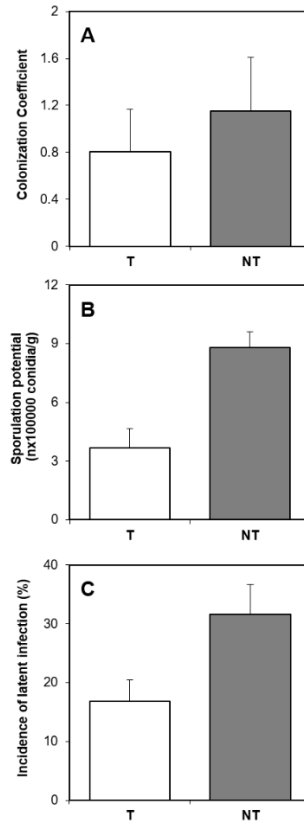 A
Colonization Coefficient
2
1.6
1.2
0.8
0.4
0
T NT
B
Sporulation potential
(nx100000 conidia/g)
12
9
6
3
0
T NT
C
Incidence of latent infection (%)
40
30
20
10
0
T NT